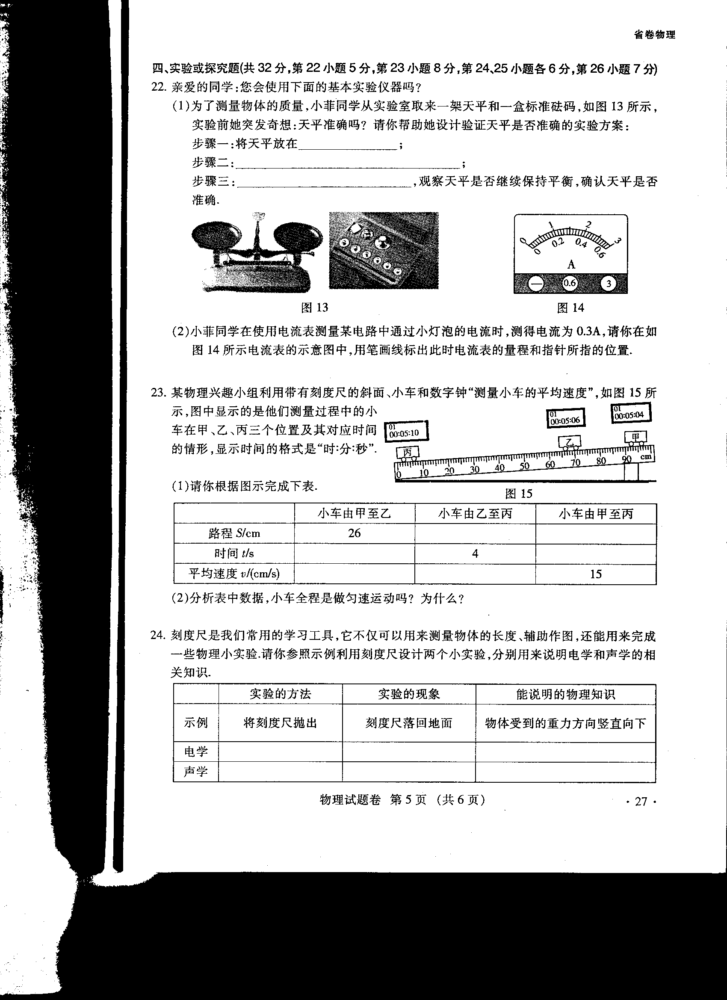 省卷物理
四、实验或探究题(共 32 分,第 22 小题 5 分,第 23 小题 8 分,第 24、25 小题各 6 分,第 26 小题 7 分)
22. 亲爱的同学:您会使用下面的基本实验仪器吗?
(1)为了测量物体的质量,小菲同学从实验室取来一架天平和一盒标准砝码,如图 13 所示,
实验前她突发奇想:天平准确吗? 请你帮助她设计验证天平是否准确的实验方案:
步骤一:将天平放在________;
步骤二:________;
步骤三:________,观察天平是否继续保持平衡,确认天平是否
准确.
0 1 2 3
0 0.2 0.4 0.6
A
— 0.6 3
图 13 图 14
(2)小菲同学在使用电流表测量某电路中通过小灯泡的电流时,测得电流为 0.3A,请你在如
图 14 所示电流表的示意图中,用笔画线标出此时电流表的量程和指针所指的位置.
23. 某物理兴趣小组利用带有刻度尺的斜面、小车和数字钟“测量小车的平均速度”,如图 15 所
示,图中显示的是他们测量过程中的小
车在甲、乙、丙三个位置及其对应时间
的情形,显示时间的格式是“时:分:秒”.
01 00:05:10
01 00:05:06
01 00:05:04
丙 乙 甲
0 10 20 30 40 50 60 70 80 90 cm
(1)请你根据图示完成下表.
图 15
小车由甲至乙 小车由乙至丙 小车由甲至丙
路程 S/cm 26
时间 t/s 4
平均速度 v/(cm/s) 15
(2)分析表中数据,小车全程是做匀速运动吗? 为什么?
24. 刻度尺是我们常用的学习工具,它不仅可以用来测量物体的长度、辅助作图,还能用来完成
一些物理小实验.请你参照示例利用刻度尺设计两个小实验,分别用来说明电学和声学的相
关知识.
实验的方法 实验的现象 能说明的物理知识
示例 将刻度尺抛出 刻度尺落回地面 物体受到的重力方向竖直向下
电学
声学
物理试题卷 第 5 页 (共 6 页)
· 27 ·